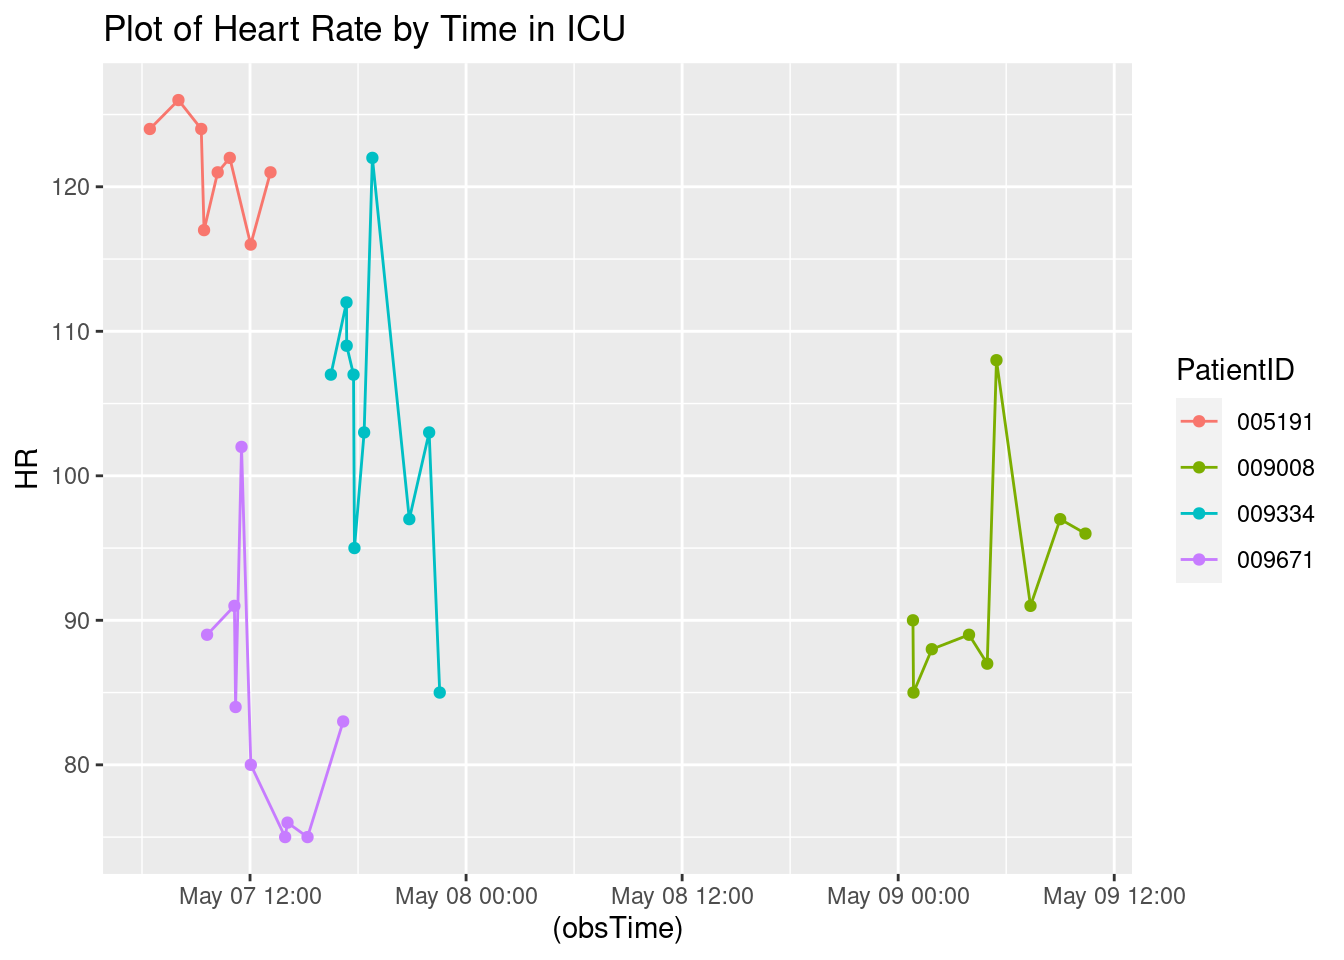 Plot of Heart Rate by Time in ICU
HR
120
110
100
90
80
May 07 12:00
May 08 00:00
May 08 12:00
May 09 00:00
May 09 12:00
(obsTime)
PatientID
005191
009008
009334
009671